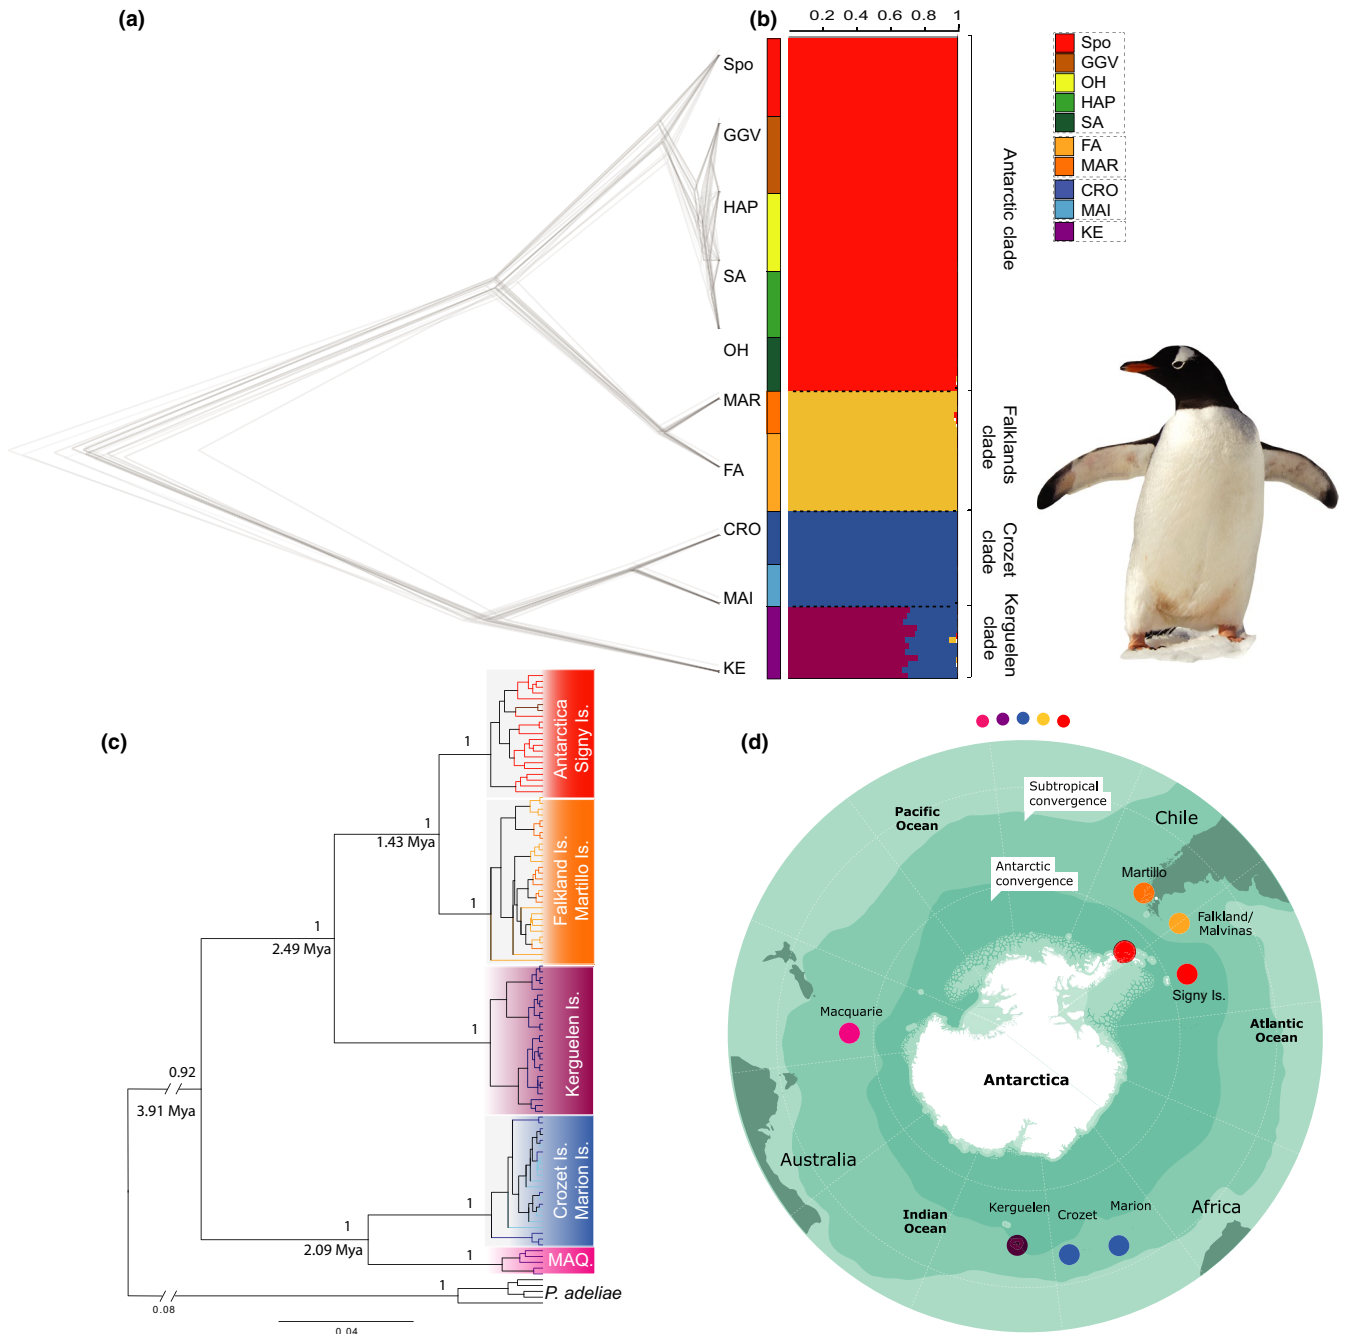 (a)
Spo
GGV
HAP
SA
OH
MAR
FA
CRO
MAI
KE
(b)
0.2 0.4 0.6 0.8 1
Antarctic clade
Falklands
clade
Crozet
clade
Kerguelen
clade
Spo
GGV
OH
HAP
SA
FA
MAR
CRO
MAI
KE
(c)
1
1
1.43 Mya
1
1
2.49 Mya
1
0.92
3.91 Mya
1
1
2.09 Mya
1
1
0.08
0.04
Antarctica
Signy Is.
Falkland Is.
Martillo Is.
Kerguelen Is.
Crozet Is.
Marion Is.
MAQ.
P. adeliae
(d)
Subtropical
convergence
Pacific
Ocean
Chile
Antarctic
convergence
Martillo
Falkland/
Malvinas
Signy Is.
Macquarie
Atlantic
Ocean
Antarctica
Australia
Indian
Ocean
Kerguelen
Crozet
Marion
Africa